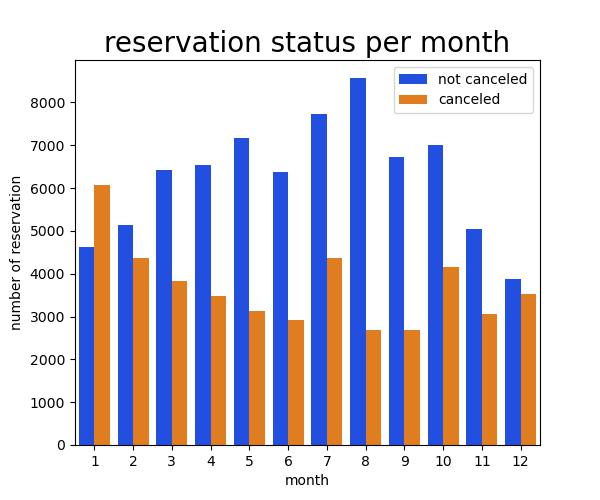 reservation status per month
not canceled
canceled
number of reservation
8000
7000
6000
5000
4000
3000
2000
1000
0
1 2 3 4 5 6 7 8 9 10 11 12
month